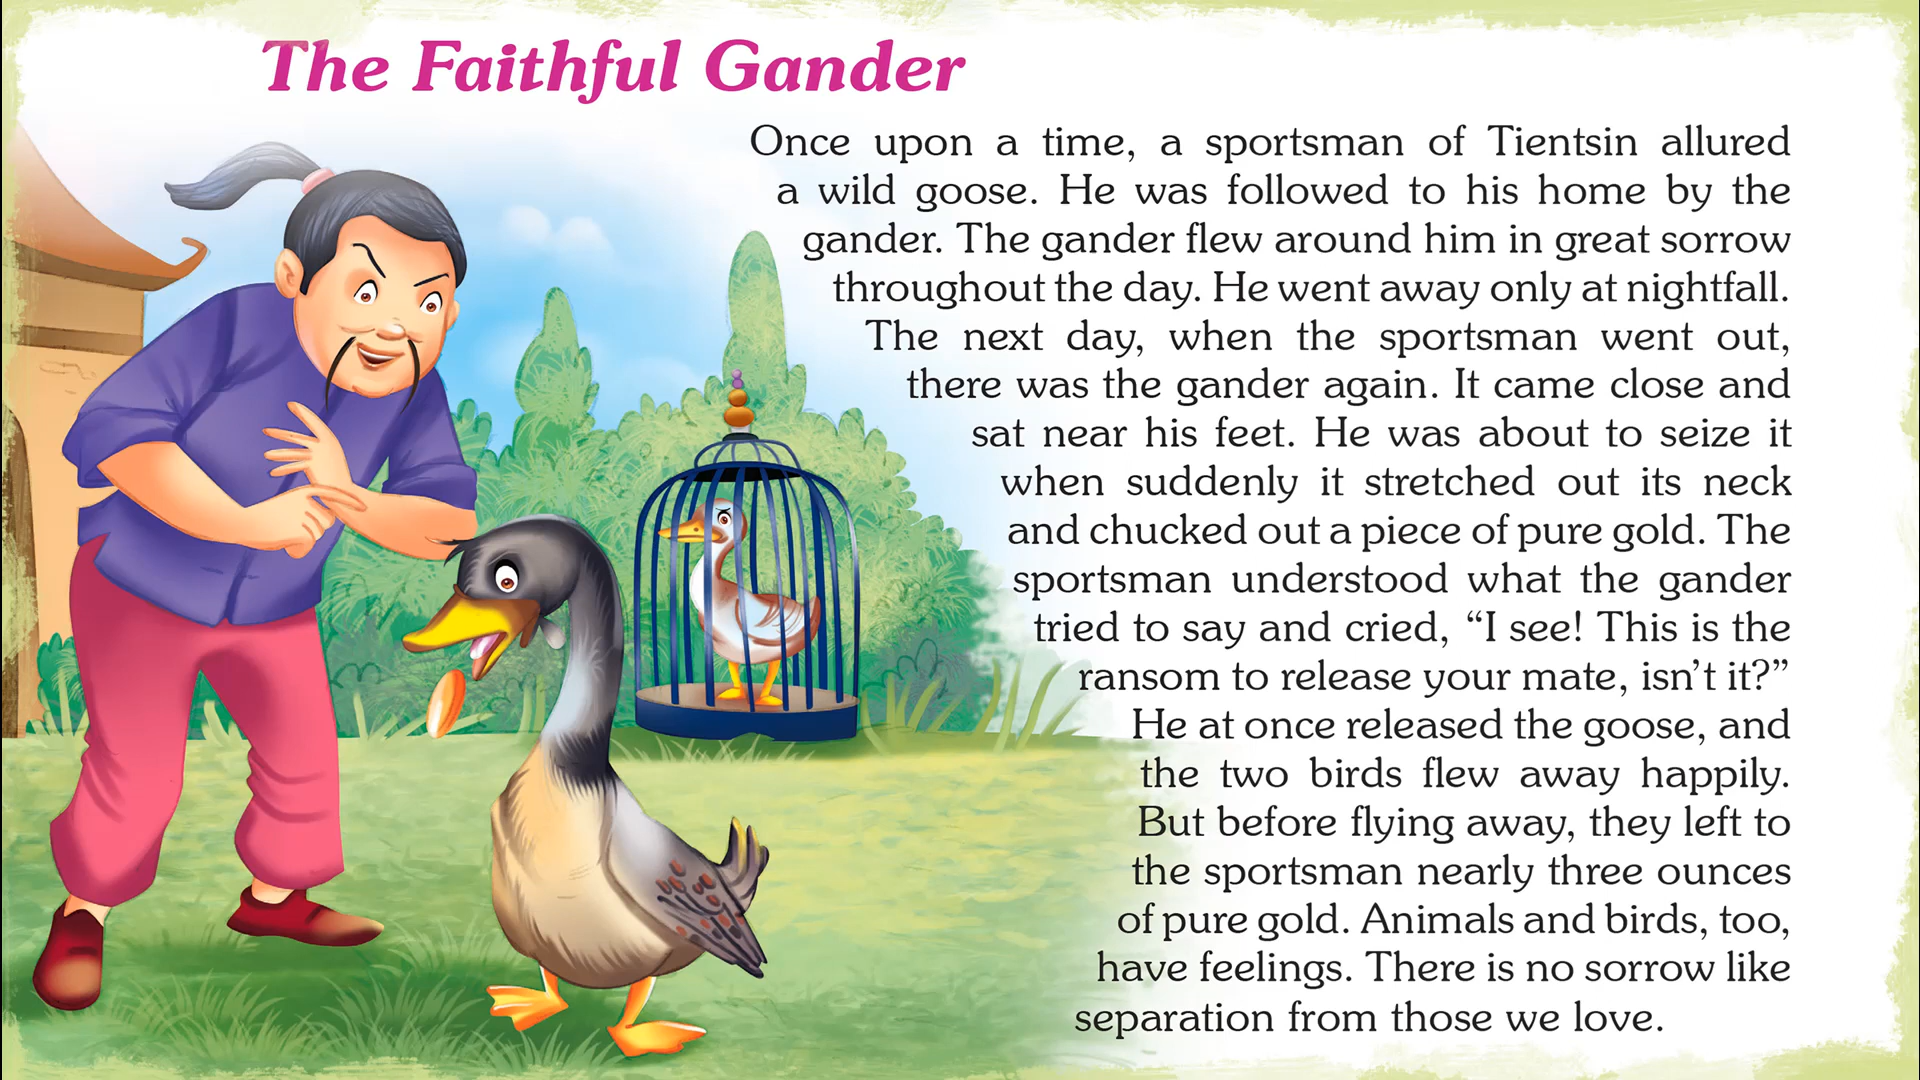 The Faithful Gander
Once upon a time, a sportsman of Tientsin allured
a wild goose. He was followed to his home by the
gander. The gander flew around him in great sorrow
throughout the day. He went away only at nightfall.
The next day, when the sportsman went out,
there was the gander again. It came close and
sat near his feet. He was about to seize it
when suddenly it stretched out its neck
and chucked out a piece of pure gold. The
sportsman understood what the gander
tried to say and cried, “I see! This is the
ransom to release your mate, isn’t it?”
He at once released the goose, and
the two birds flew away happily.
But before flying away, they left to
the sportsman nearly three ounces
of pure gold. Animals and birds, too,
have feelings. There is no sorrow like
separation from those we love.